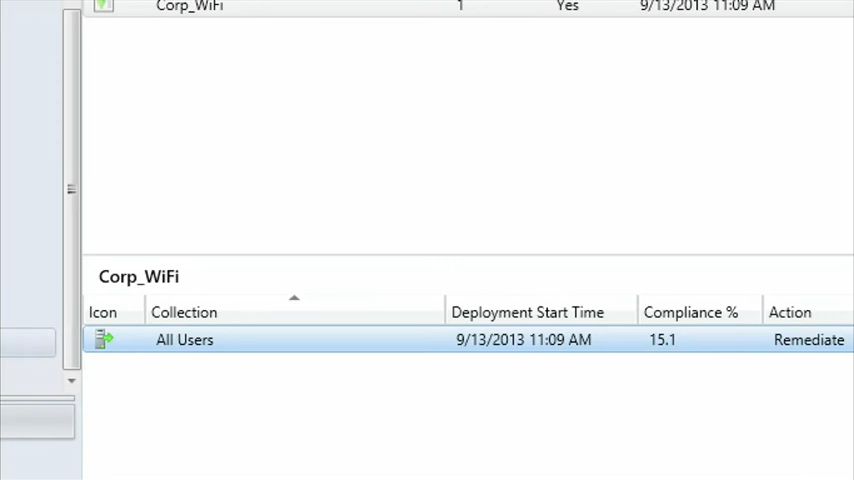 Corp_WiFi 1 Yes 9/13/2013 11:09 AM
Corp_WiFi
Icon Collection Deployment Start Time Compliance % Action
All Users 9/13/2013 11:09 AM 15.1 Remediate